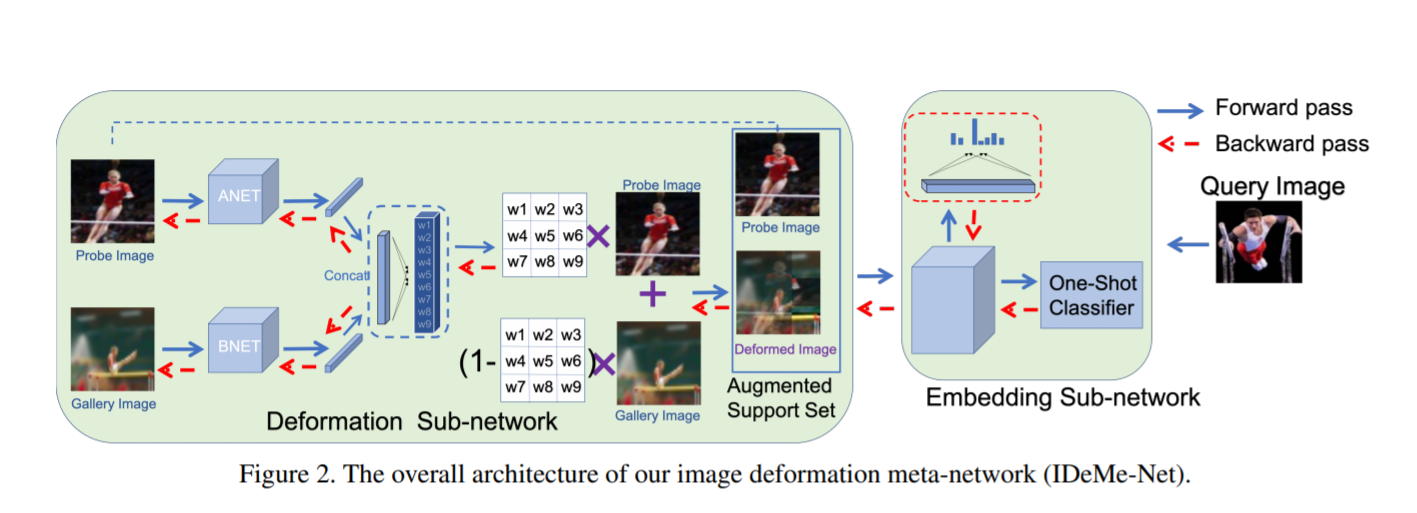 Forward pass
Backward pass
Query Image
ANET
Probe Image
BNET
Gallery Image
Concat
w1
w2
w3
w4
w5
w6
w7
w8
w9
w1 w2 w3
w4 w5 w6
w7 w8 w9
×
Probe Image
+
(1-
w1 w2 w3
w4 w5 w6
w7 w8 w9
)×
Gallery Image
Probe Image
Deformed Image
Augmented
Support Set
Deformation Sub-network
One-Shot
Classifier
Embedding Sub-network
Figure 2. The overall architecture of our image deformation meta-network (IDeMe-Net).